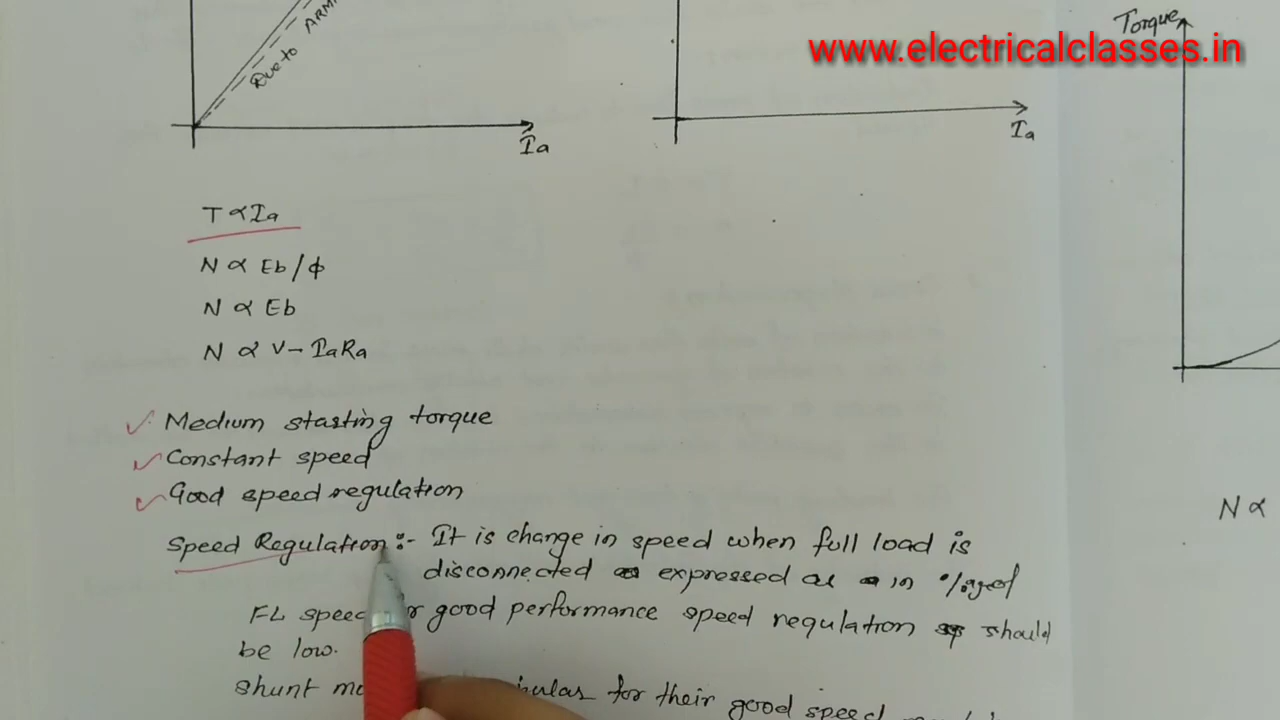 Torque
www.electricalclasses.in
Due to ARM
Ia
Ia
T ∝ Ia
N ∝ Eb/ϕ
N ∝ Eb
N ∝ V - IaRa
Medium starting torque
Constant speed
Good speed regulation
N ∝
Speed Regulation :- It is change in speed when full load is
disconnected expressed as in %age of
FL speed good performance speed regulation should
be low.
Shunt for their good speed